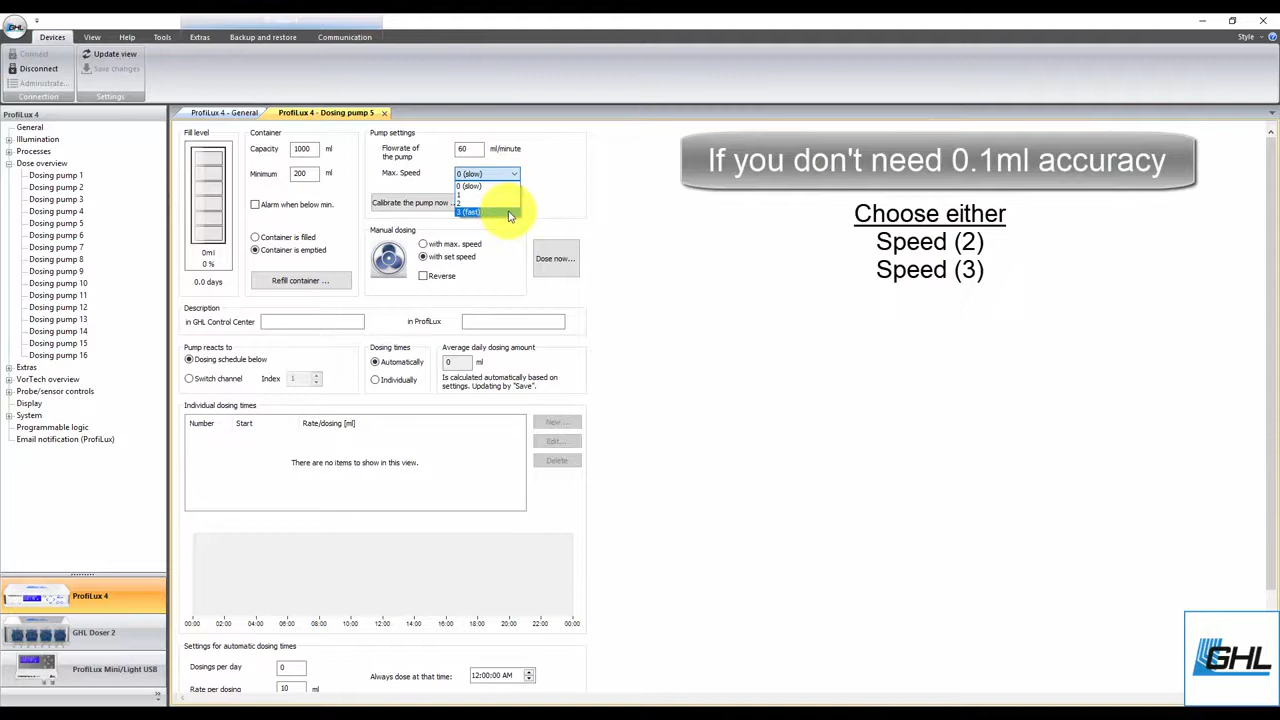 Devices View Help Tools Extras Backup and restore Communication Style
Connect
Disconnect
Administrate...
Connection
Update view
Save changes
Settings
ProfiLux 4
General
Illumination
Processes
Dose overview
Dosing pump 1
Dosing pump 2
Dosing pump 3
Dosing pump 4
Dosing pump 5
Dosing pump 6
Dosing pump 7
Dosing pump 8
Dosing pump 9
Dosing pump 10
Dosing pump 11
Dosing pump 12
Dosing pump 13
Dosing pump 14
Dosing pump 15
Dosing pump 16
Extras
VorTech overview
Probe/sensor controls
Display
System
Programmable logic
Email notification (ProfiLux)
ProfiLux 4
GHL Doser 2
ProfiLux Mini/Light USB
ProfiLux 4 - General
ProfiLux 4 - Dosing pump 5
Fill level
0ml
0 %
0.0 days
Container
Capacity 1000 ml
Minimum 200 ml
Alarm when below min.
Container is filled
Container is emptied
Refill container ...
Pump settings
Flowrate of
the pump
60 ml/minute
Max. Speed 0 (slow)
0 (slow)
1
2
3 (fast)
Calibrate the pump now ...
Manual dosing
with max. speed
with set speed
Reverse
Dose now...
Description
in GHL Control Center
in ProfiLux
Pump reacts to
Dosing schedule below
Switch channel Index 1
Dosing times
Automatically
Individually
Average daily dosing amount
0 ml
Is calculated automatically based on
settings. Updating by "Save".
Individual dosing times
Number Start Rate/dosing [ml]
There are no items to show in this view.
New ...
Edit...
Delete
00:00 02:00 04:00 06:00 08:00 10:00 12:00 14:00 16:00 18:00 20:00 22:00 00:00
Settings for automatic dosing times
Dosings per day 0
Rate per dosing 10 ml
Always dose at that time: 12:00:00 AM
If you don't need 0.1ml accuracy
Choose either
Speed (2)
Speed (3)
GHL